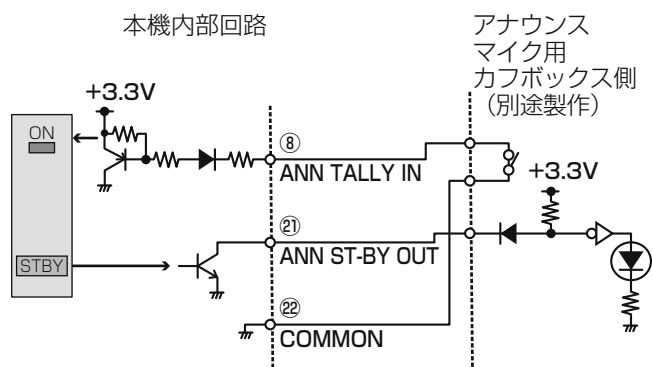 本機内部回路
アナウンス
マイク用
カフボックス側
（別途製作）
+3.3V
ON
⑧
ANN TALLY IN
+3.3V
㉑
ANN ST-BY OUT
STBY
㉒
COMMON